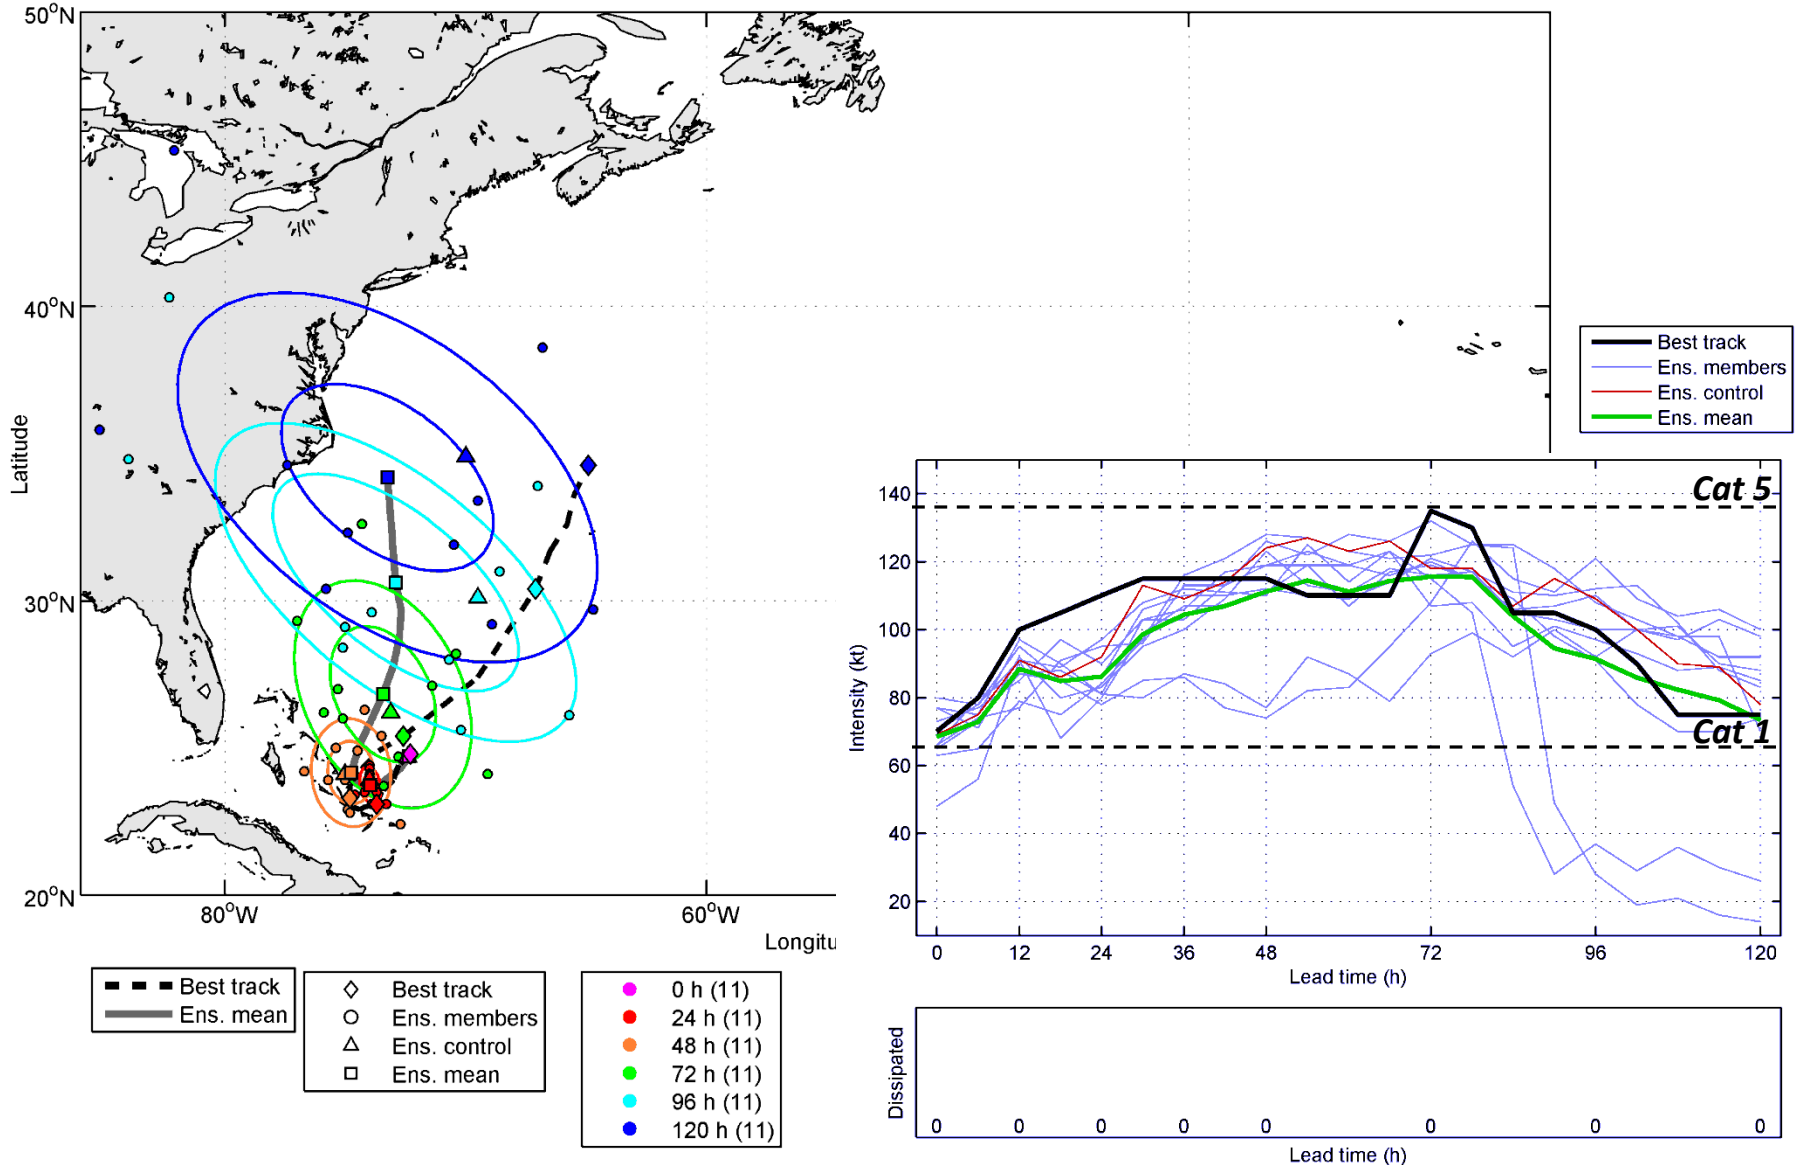 50°N
40°N
30°N
20°N
Latitude
80°W
60°W
Longitu
Best track
Ens. mean
Best track
Ens. members
Ens. control
Ens. mean
0 h (11)
24 h (11)
48 h (11)
72 h (11)
96 h (11)
120 h (11)
Best track
Ens. members
Ens. control
Ens. mean
Cat 5
Cat 1
140
120
100
80
60
40
20
Intensity (kt)
0 12 24 36 48 72 96 120
Lead time (h)
Dissipated
0 0 0 0 0 0 0 0
Lead time (h)